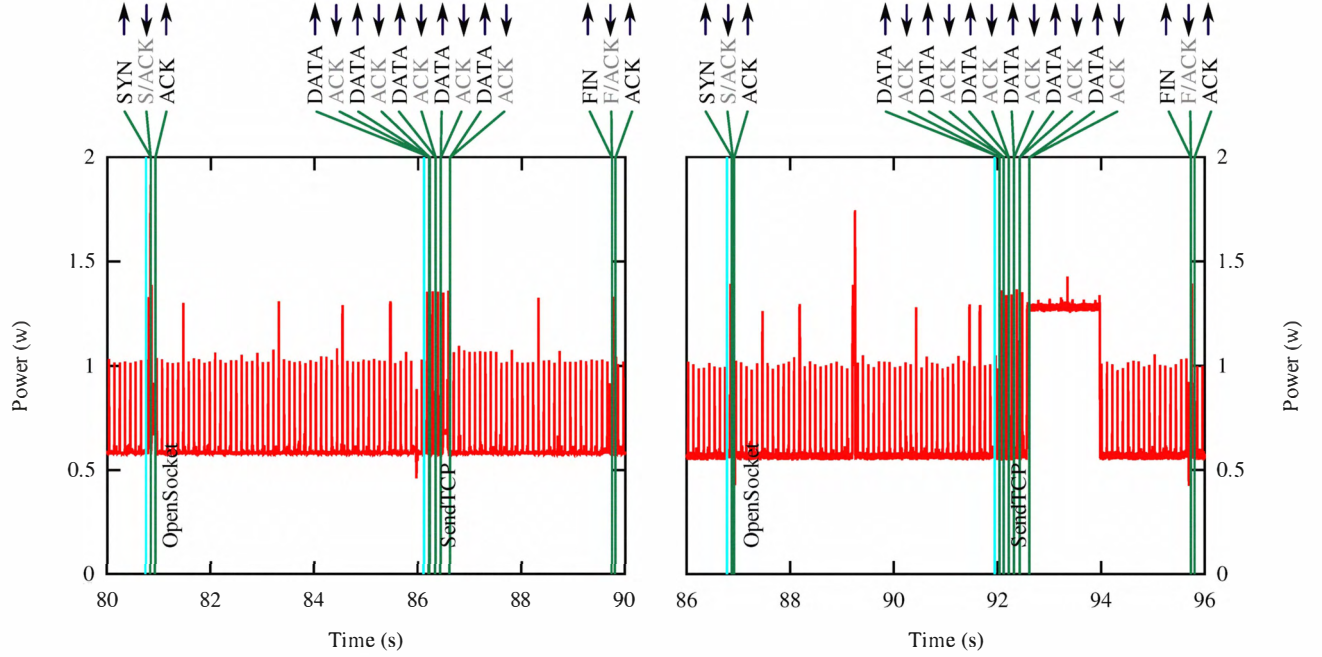 SYN S/ACK ACK DATA ACK DATA ACK DATA ACK DATA ACK DATA ACK FIN F/ACK ACK
SYN S/ACK ACK DATA ACK DATA ACK DATA ACK DATA ACK DATA ACK DATA ACK FIN F/ACK ACK
2
1.5
1
0.5
0
Power (w)
OpenSocket
SendTCP
80 82 84 86 88 90
Time (s)
OpenSocket
SendTCP
2
1.5
1
0.5
0
Power (w)
86 88 90 92 94 96
Time (s)